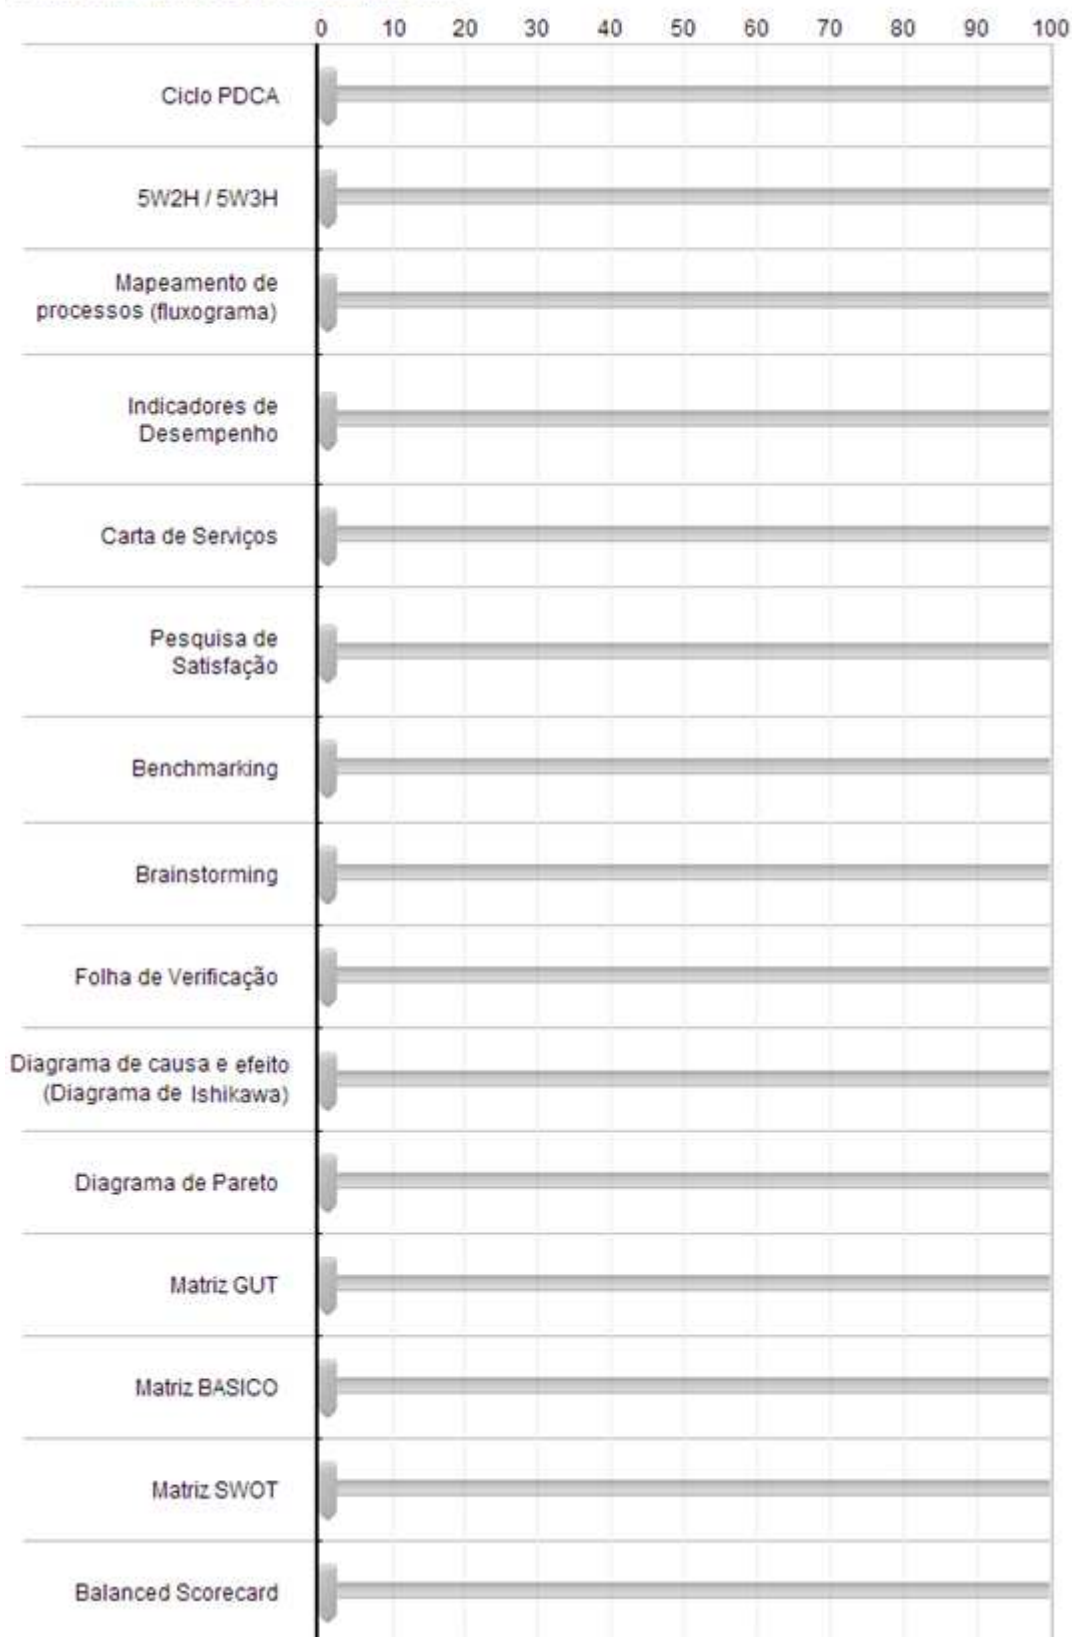 0 10 20 30 40 50 60 70 80 90 100
Ciclo PDCA
5W2H / 5W3H
Mapeamento de
processos (fluxograma)
Indicadores de
Desempenho
Carta de Serviços
Pesquisa de
Satisfação
Benchmarking
Brainstorming
Folha de Verificação
Diagrama de causa e efeito
(Diagrama de Ishikawa)
Diagrama de Pareto
Matriz GUT
Matriz BASICO
Matriz SWOT
Balanced Scorecard